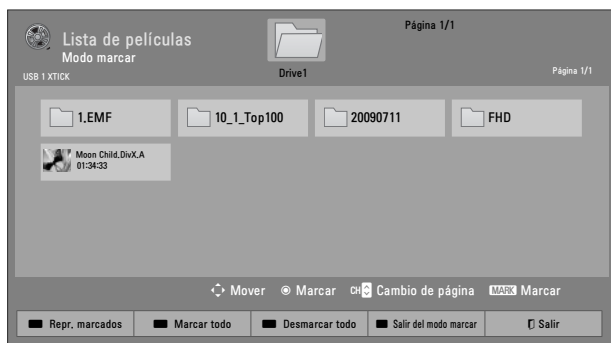 Lista de películas
Modo marcar
USB 1 XTICK
Drive1
Página 1/1
Página 1/1
1.EMF
10_1_Top100
20090711
FHD
Moon Child.DivX.A
01:34:33
Mover
Marcar
CH Cambio de página
MARK Marcar
Repr. marcados
Marcar todo
Desmarcar todo
Salir del modo marcar
Salir